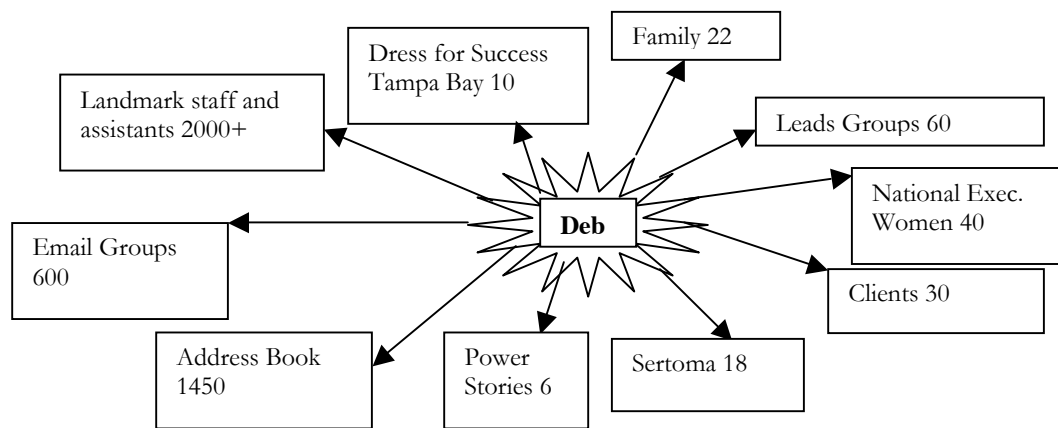 Family 22
Dress for Success
Tampa Bay 10
Landmark staff and
assistants 2000+
Leads Groups 60
National Exec.
Women 40
Deb
Email Groups
600
Clients 30
Address Book
1450
Power
Stories 6
Sertoma 18